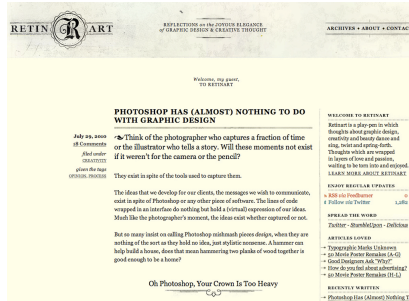 RETIN R ART
REFLECTIONS on the JOYOUS ELEGANCE
of GRAPHIC DESIGN & CREATIVE THOUGHT
ARCHIVES + ABOUT + CONTAC
Welcome, my guest,
TO RETINART
PHOTOSHOP HAS (ALMOST) NOTHING TO DO
WITH GRAPHIC DESIGN
July 29, 2010
18 Comments
filed under
CREATIVITY
given the tags
OPINION, PROCESS
Think of the photographer who captures a fraction of time
or the illustrator who tells a story. Will these moments not exist
if it weren't for the camera or the pencil?
They exist in spite of the tools used to capture them.
The ideas that we develop for our clients, the messages we wish to communicate,
exist in spite of Photoshop or any other piece of software. The lines of code
wrapped in an interface do nothing but hold a (virtual) expression of our ideas.
Much like the photographer's moment, the ideas exist whether captured or not.
But so many insist on calling Photoshop mishmash pieces design, when they are
nothing of the sort as they hold no idea, just stylistic nonsense. A hammer can
help build a house, does that mean hammering two planks of wood together is
good enough to be a home?
Oh Photoshop, Your Crown Is Too Heavy
WELCOME TO RETINART
Retinart is a play-pen in which
thoughts about graphic design,
creativity and beauty dance and
sing, twist and spring-forth.
Thoughts which are wrapped
in layers of love and passion,
waiting to be torn into and enjoyed.
LEARN MORE ABOUT RETINART
ENJOY REGULAR UPDATES
RSS via Feedburner
Follow via Twitter
SPREAD THE WORD
Twitter - StumbleUpon - Delicious
ARTICLES LOVED
Typographic Marks Unknown
50 Movie Poster Remakes (A-G)
Good Designers Ask "Why?"
How do you feel about advertising?
50 Movie Poster Remakes (H-L)
RECENTLY WRITTEN
Photoshop Has (Almost) Nothing T